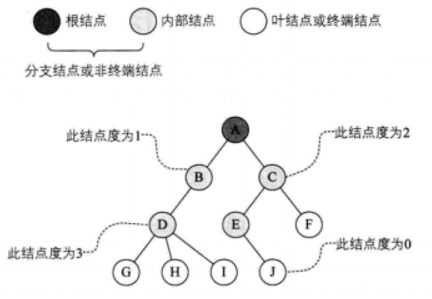 根结点 内部结点 叶结点或终端结点
分支结点或非终端结点
A
此结点度为1 此结点度为2
B C
D E F
此结点度为3 此结点度为0
G H I J